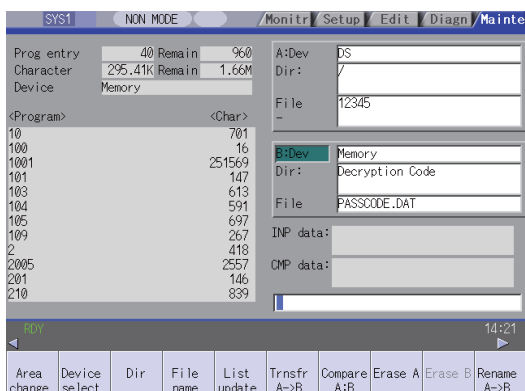 SYS1 NON MODE Monitr Setup Edit Diagn Mainte
Prog entry 40 Remain 960
Character 295.41K Remain 1.66M
Device Memory
<Program> <Char>
10 701
100 16
1001 251569
101 147
103 613
104 591
105 697
109 267
2 418
2005 2557
201 146
210 839
A:Dev DS
Dir: /
File 12345
-
B:Dev Memory
Dir: Decryption Code
File PASSCODE.DAT
INP data:
CMP data:
RDY 14:21
Area change
Device select
Dir
File name
List update
Trnsfr A->B
Compare A:B
Erase A
Erase B
Rename A->B